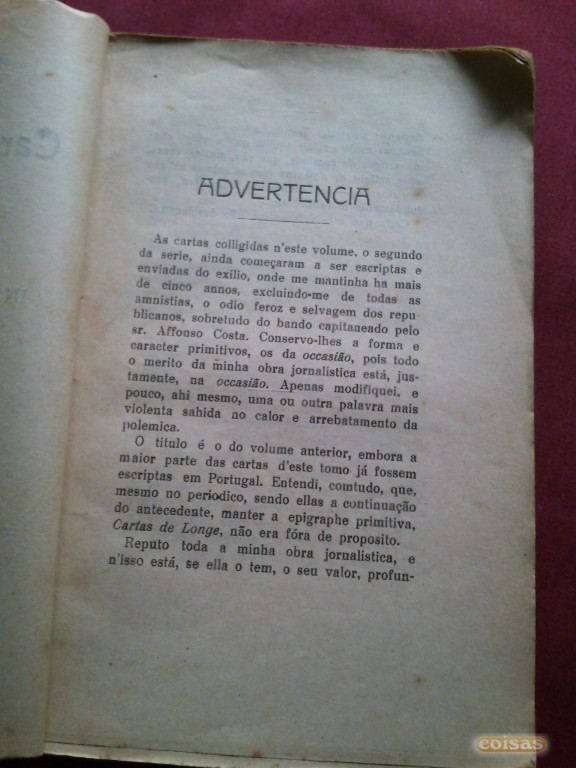 Car
ADVERTENCIA
As cartas colligidas n'este volume, o segundo
da serie, ainda começaram a ser escriptas e
enviadas do exilio, onde me mantinha ha mais
de cinco annos, excluindo-me de todas as
amnistias, o odio feroz e selvagem dos repu-
blicanos, sobretudo do bando capitaneado pelo
sr. Affonso Costa. Conservo-lhes a forma e
caracter primitivos, os da occasião, pois todo
o merito da minha obra jornalistica está, jus-
tamente, na occasião. Apenas modifiquei, e
pouco, ahi mesmo, uma ou outra palavra mais
violenta sahida no calor e arrebatamento da
polemica.
O titulo é o do volume anterior, embora a
maior parte das cartas d'este tomo já fossem
escriptas em Portugal. Entendi, comtudo, que,
mesmo no periodico, sendo ellas a continuação
do antecedente, manter a epigraphe primitiva,
Cartas de Longe, não era fóra de proposito.
Reputo toda a minha obra jornalistica, e
n'isso está, se ella o tem, o seu valor, profun-
coisas